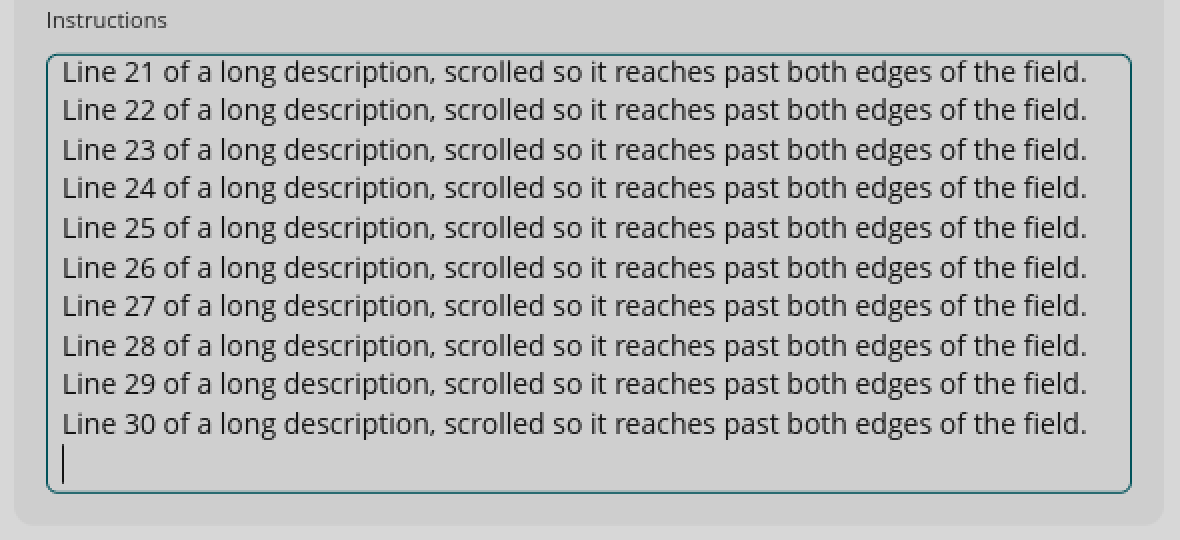 Instructions
Line 21 of a long description, scrolled so it reaches past both edges of the field.
Line 22 of a long description, scrolled so it reaches past both edges of the field.
Line 23 of a long description, scrolled so it reaches past both edges of the field.
Line 24 of a long description, scrolled so it reaches past both edges of the field.
Line 25 of a long description, scrolled so it reaches past both edges of the field.
Line 26 of a long description, scrolled so it reaches past both edges of the field.
Line 27 of a long description, scrolled so it reaches past both edges of the field.
Line 28 of a long description, scrolled so it reaches past both edges of the field.
Line 29 of a long description, scrolled so it reaches past both edges of the field.
Line 30 of a long description, scrolled so it reaches past both edges of the field.